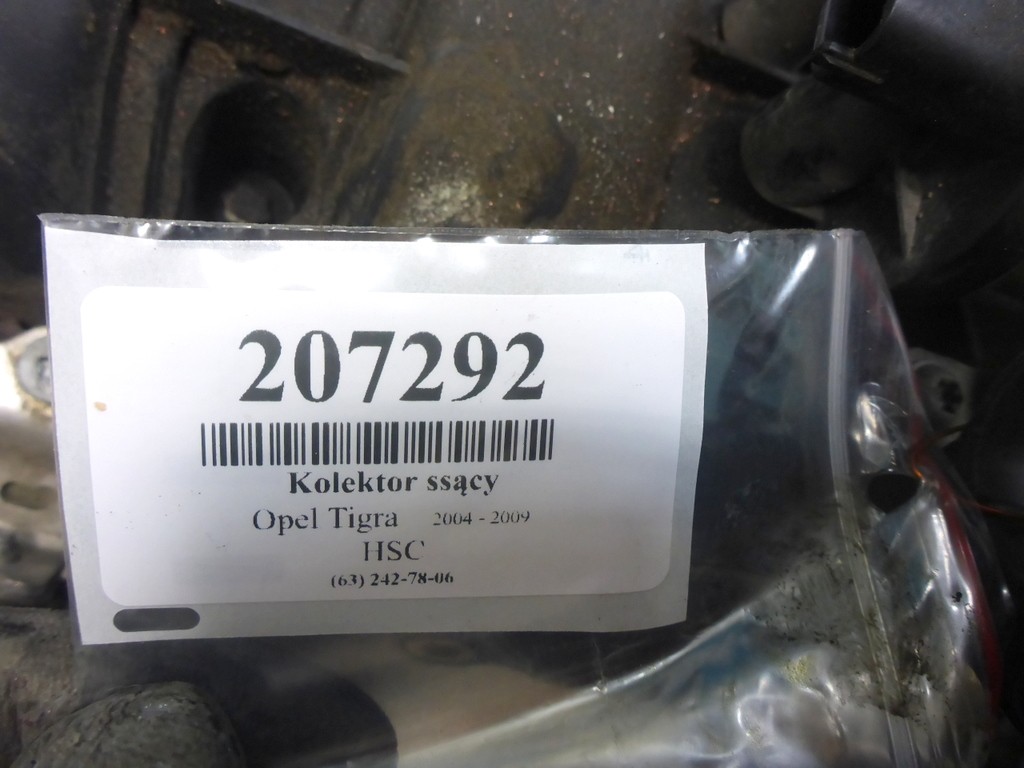 207292
Kolektor ssący
Opel Tigra 2004 - 2009
HSC
(63) 242-78-06